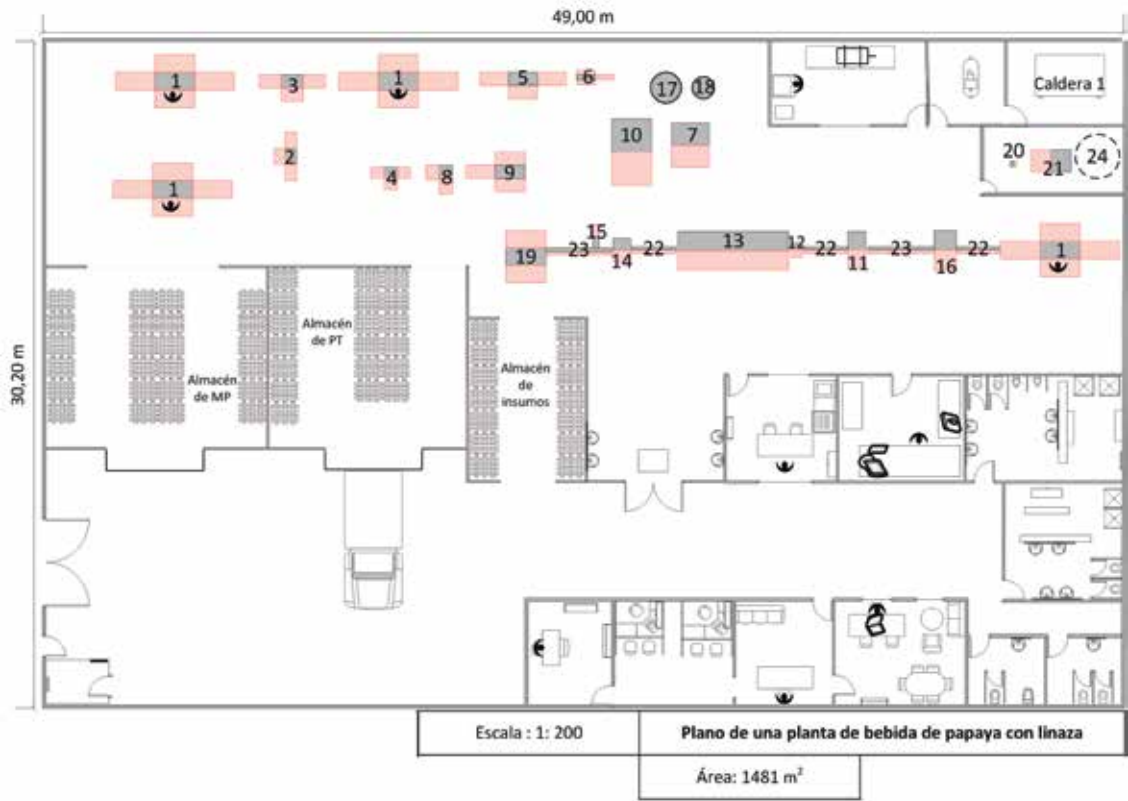 49,00 m
1
3
1
5
6
17
18
Caldera 1
10
7
2
20
21
24
1
4
8
9
15
13
12
19
23
14
22
22
11
23
16
22
1
30,20 m
Almacén
de MP
Almacén
de PT
Almacén
de
insumos
Escala : 1: 200
Plano de una planta de bebida de papaya con linaza
Área: 1481 m²